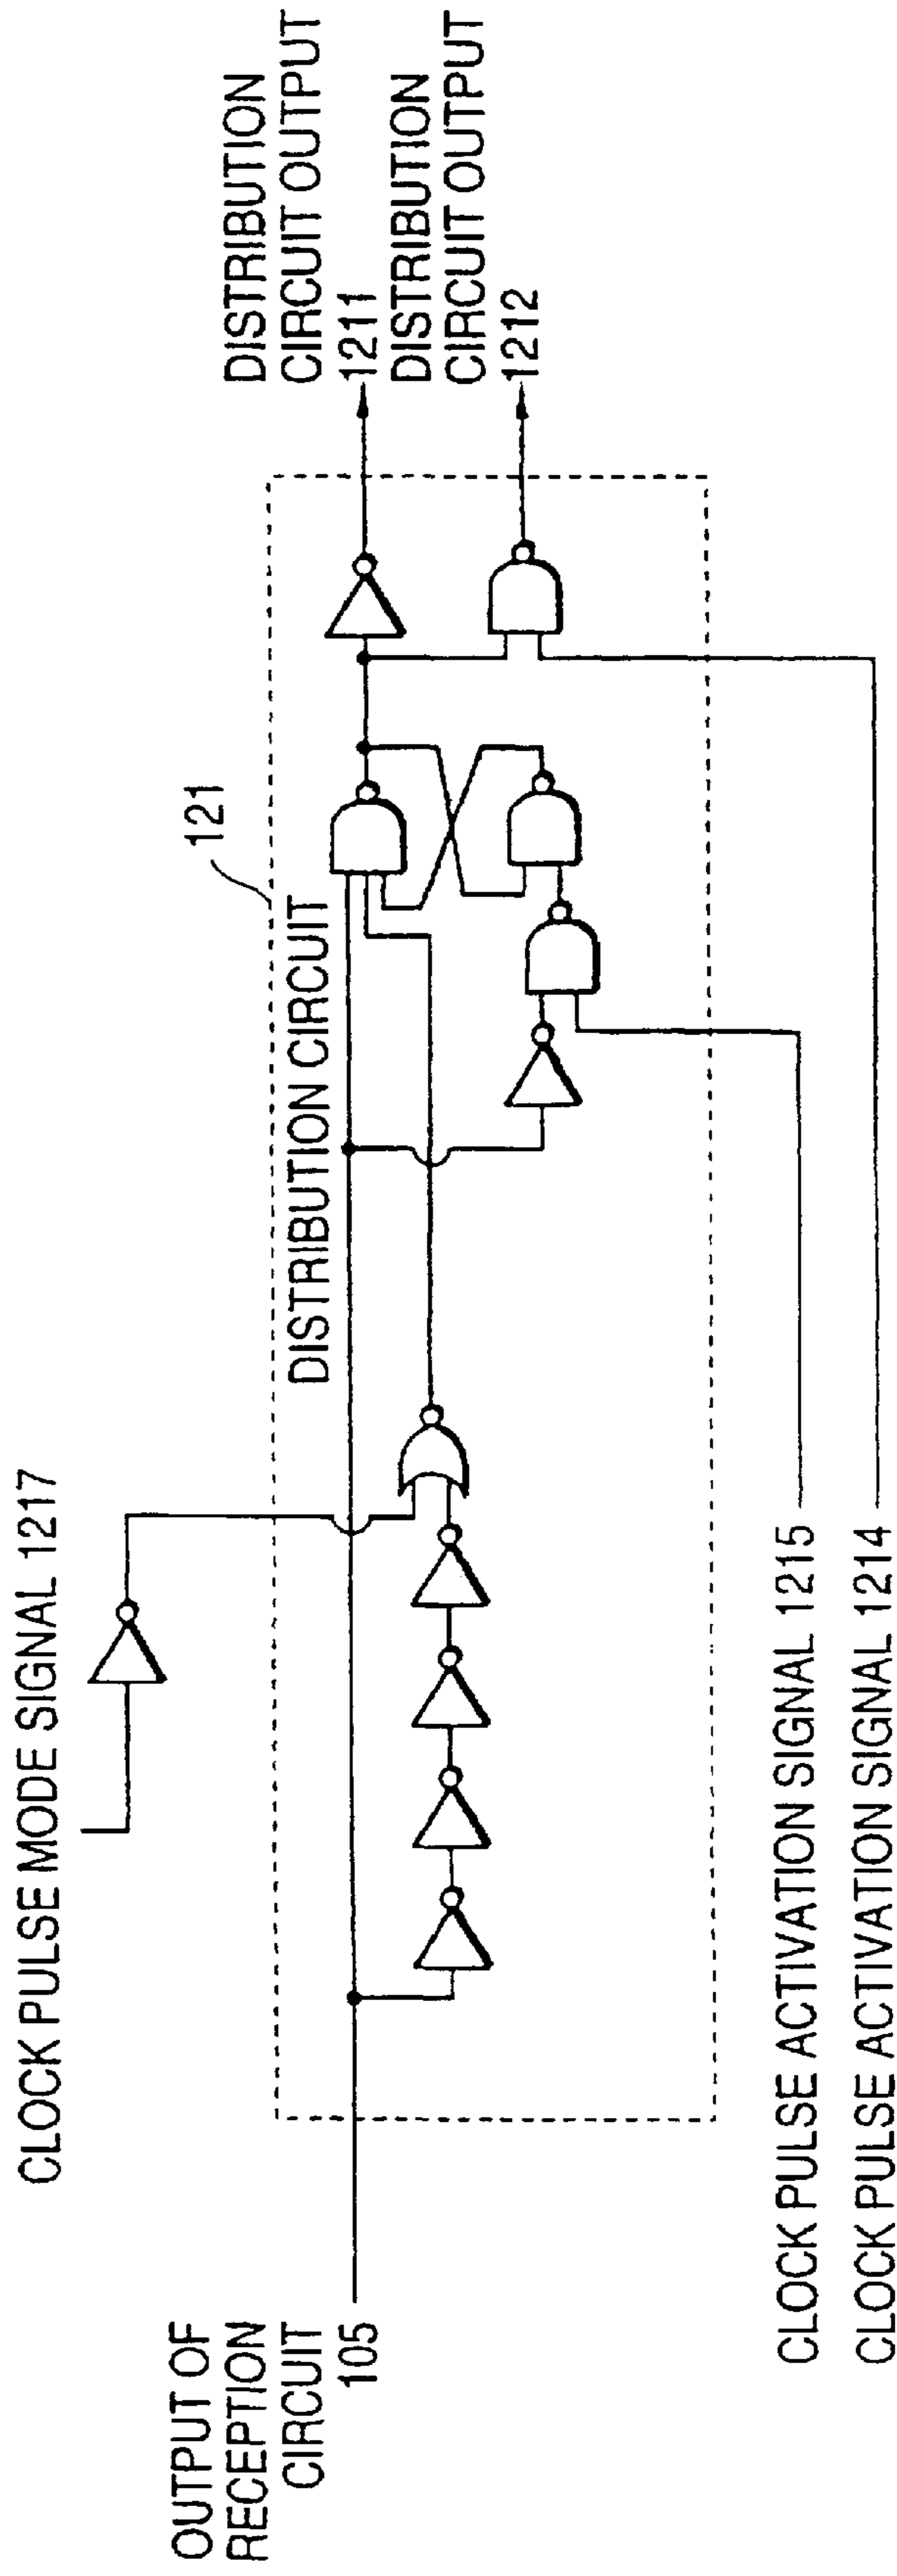 CLOCK PULSE MODE SIGNAL 1217
OUTPUT OF
RECEPTION
CIRCUIT
105
121
DISTRIBUTION CIRCUIT
DISTRIBUTION
CIRCUIT OUTPUT
1211
DISTRIBUTION
CIRCUIT OUTPUT
1212
CLOCK PULSE ACTIVATION SIGNAL 1215
CLOCK PULSE ACTIVATION SIGNAL 1214